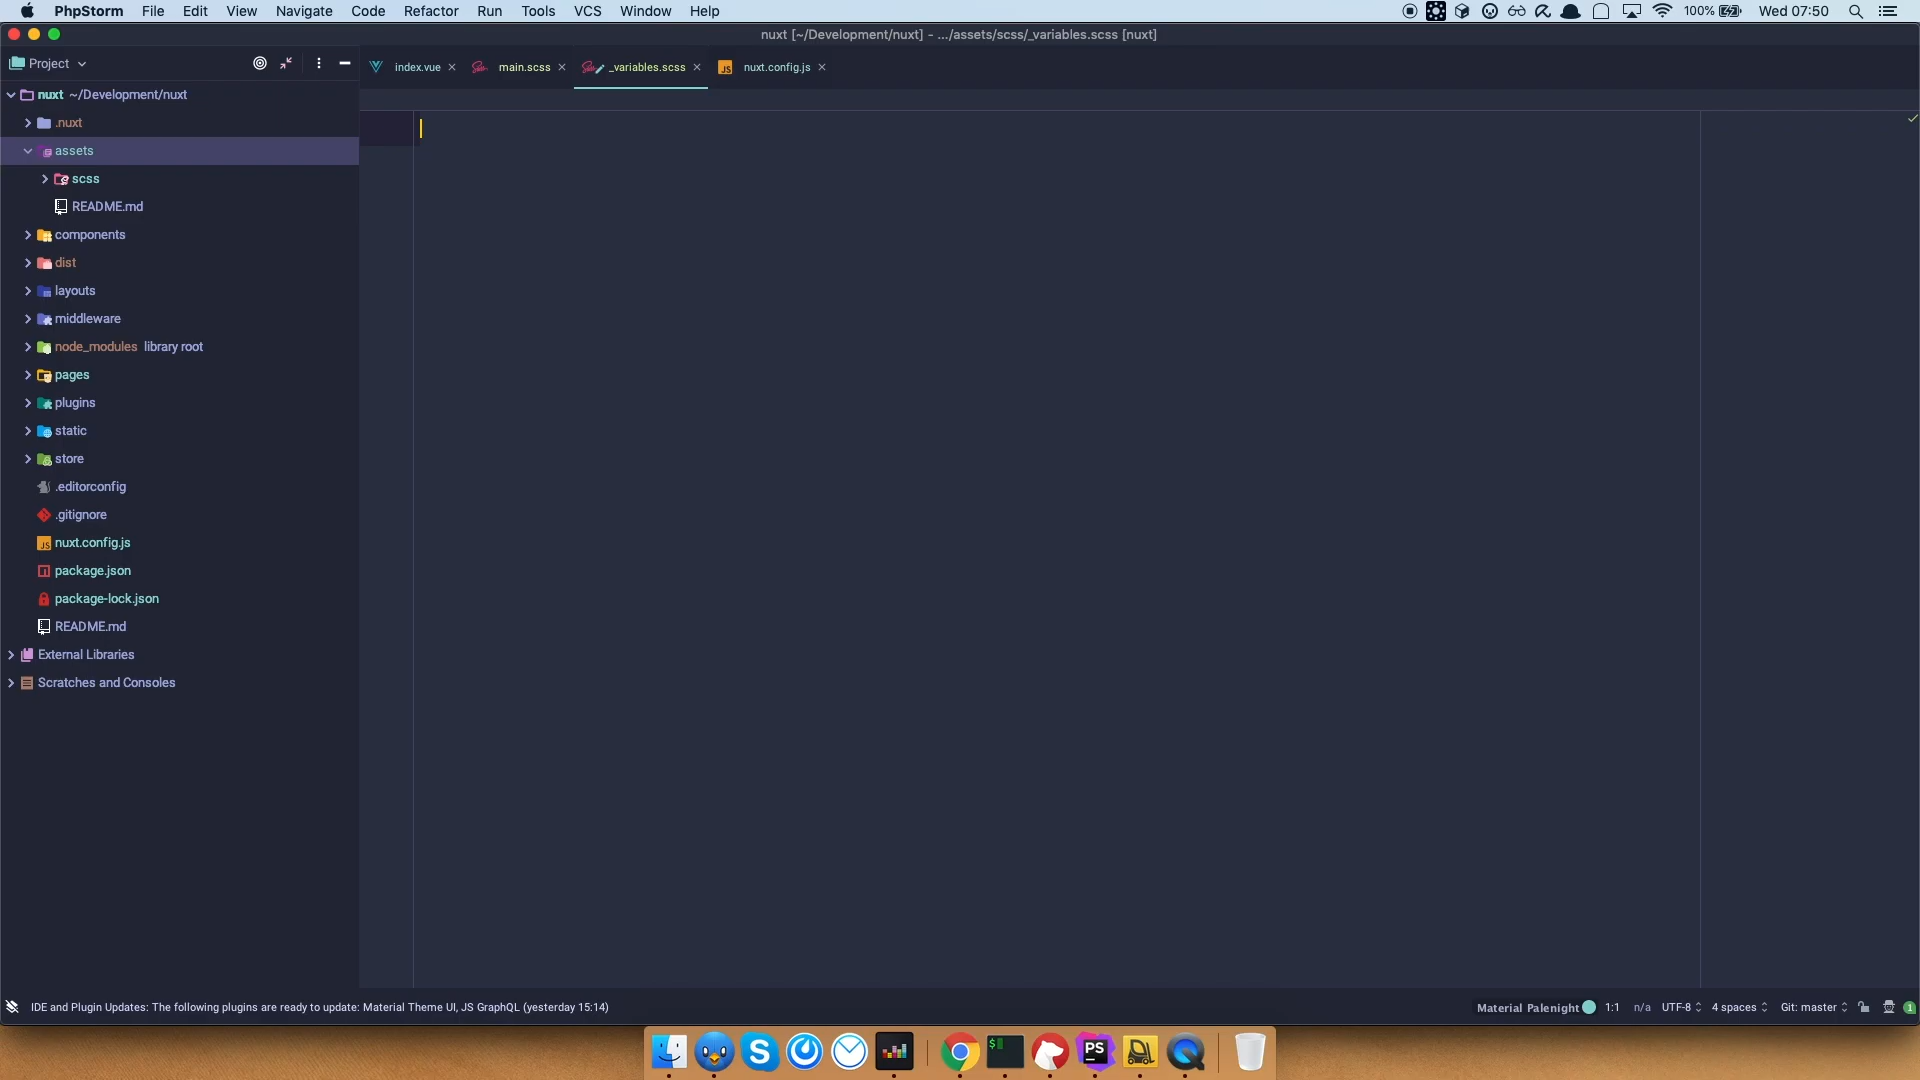 PhpStorm File Edit View Navigate Code Refactor Run Tools VCS Window Help 100% Wed 07:50
nuxt [~/Development/nuxt] - .../assets/scss/_variables.scss [nuxt]
Project index.vue main.scss _variables.scss JS nuxt.config.js
nuxt ~/Development/nuxt
.nuxt
assets
scss
README.md
components
dist
layouts
middleware
node_modules library root
pages
plugins
static
store
.editorconfig
.gitignore
JS nuxt.config.js
package.json
package-lock.json
README.md
External Libraries
Scratches and Consoles
IDE and Plugin Updates: The following plugins are ready to update: Material Theme UI, JS GraphQL (yesterday 15:14) Material Palenight 1:1 n/a UTF-8 4 spaces Git: master 1
S $ PS